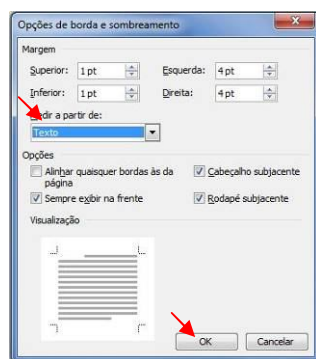 Opções de borda e sombreamento
Margem
Superior: 1 pt Esquerda: 4 pt
Inferior: 1 pt Direita: 4 pt
edir a partir de:
Texto
Opções
Alinhar quaisquer bordas às da página
Cabeçalho subjacente
Sempre exibir na frente
Rodapé subjacente
Visualização
OK Cancelar